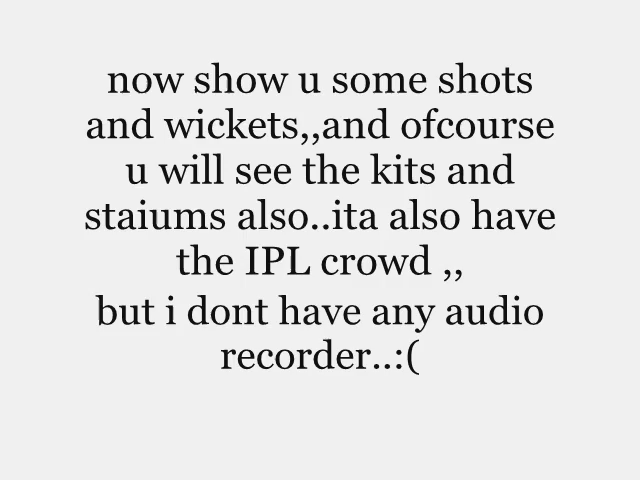 now show u some shots
and wickets,,and ofcourse
u will see the kits and
staiums also..ita also have
the IPL crowd ,,
but i dont have any audio
recorder..:(